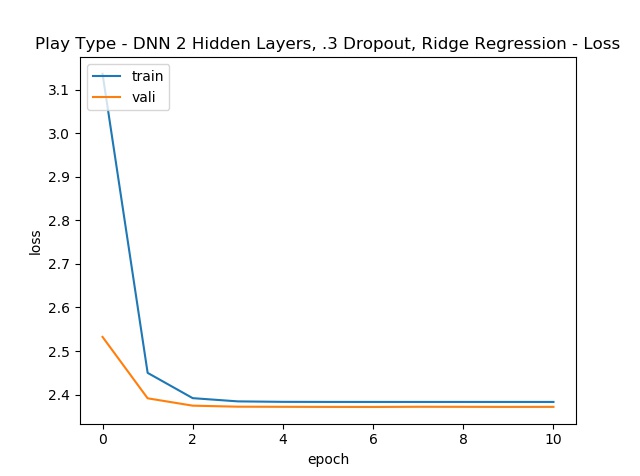 Play Type - DNN 2 Hidden Layers, .3 Dropout, Ridge Regression - Loss
train
vali
3.1
3.0
2.9
2.8
2.7
2.6
2.5
2.4
loss
0 2 4 6 8 10
epoch